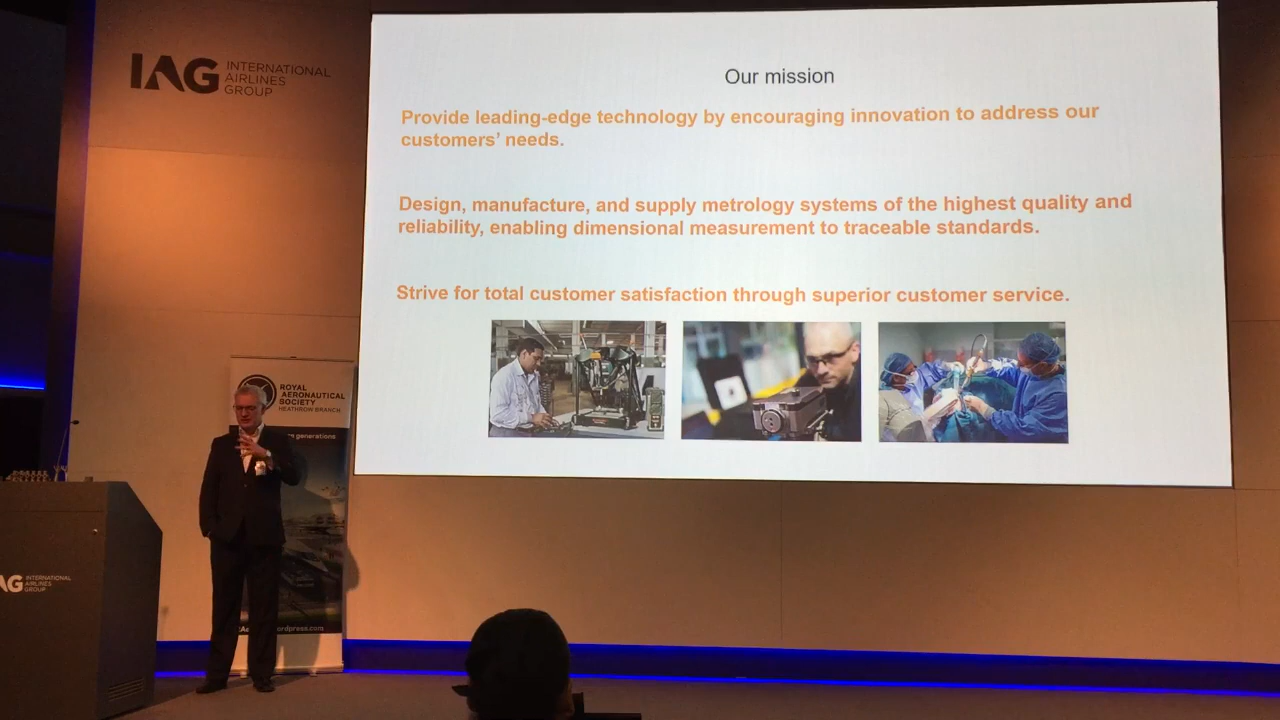 IAG INTERNATIONAL
AIRLINES
GROUP
Our mission
Provide leading-edge technology by encouraging innovation to address our
customers' needs.
Design, manufacture, and supply metrology systems of the highest quality and
reliability, enabling dimensional measurement to traceable standards.
Strive for total customer satisfaction through superior customer service.
ROYAL
AERONAUTICAL
SOCIETY
HEATHROW BRANCH
generations
AG INTERNATIONAL
AIRLINES
GROUP